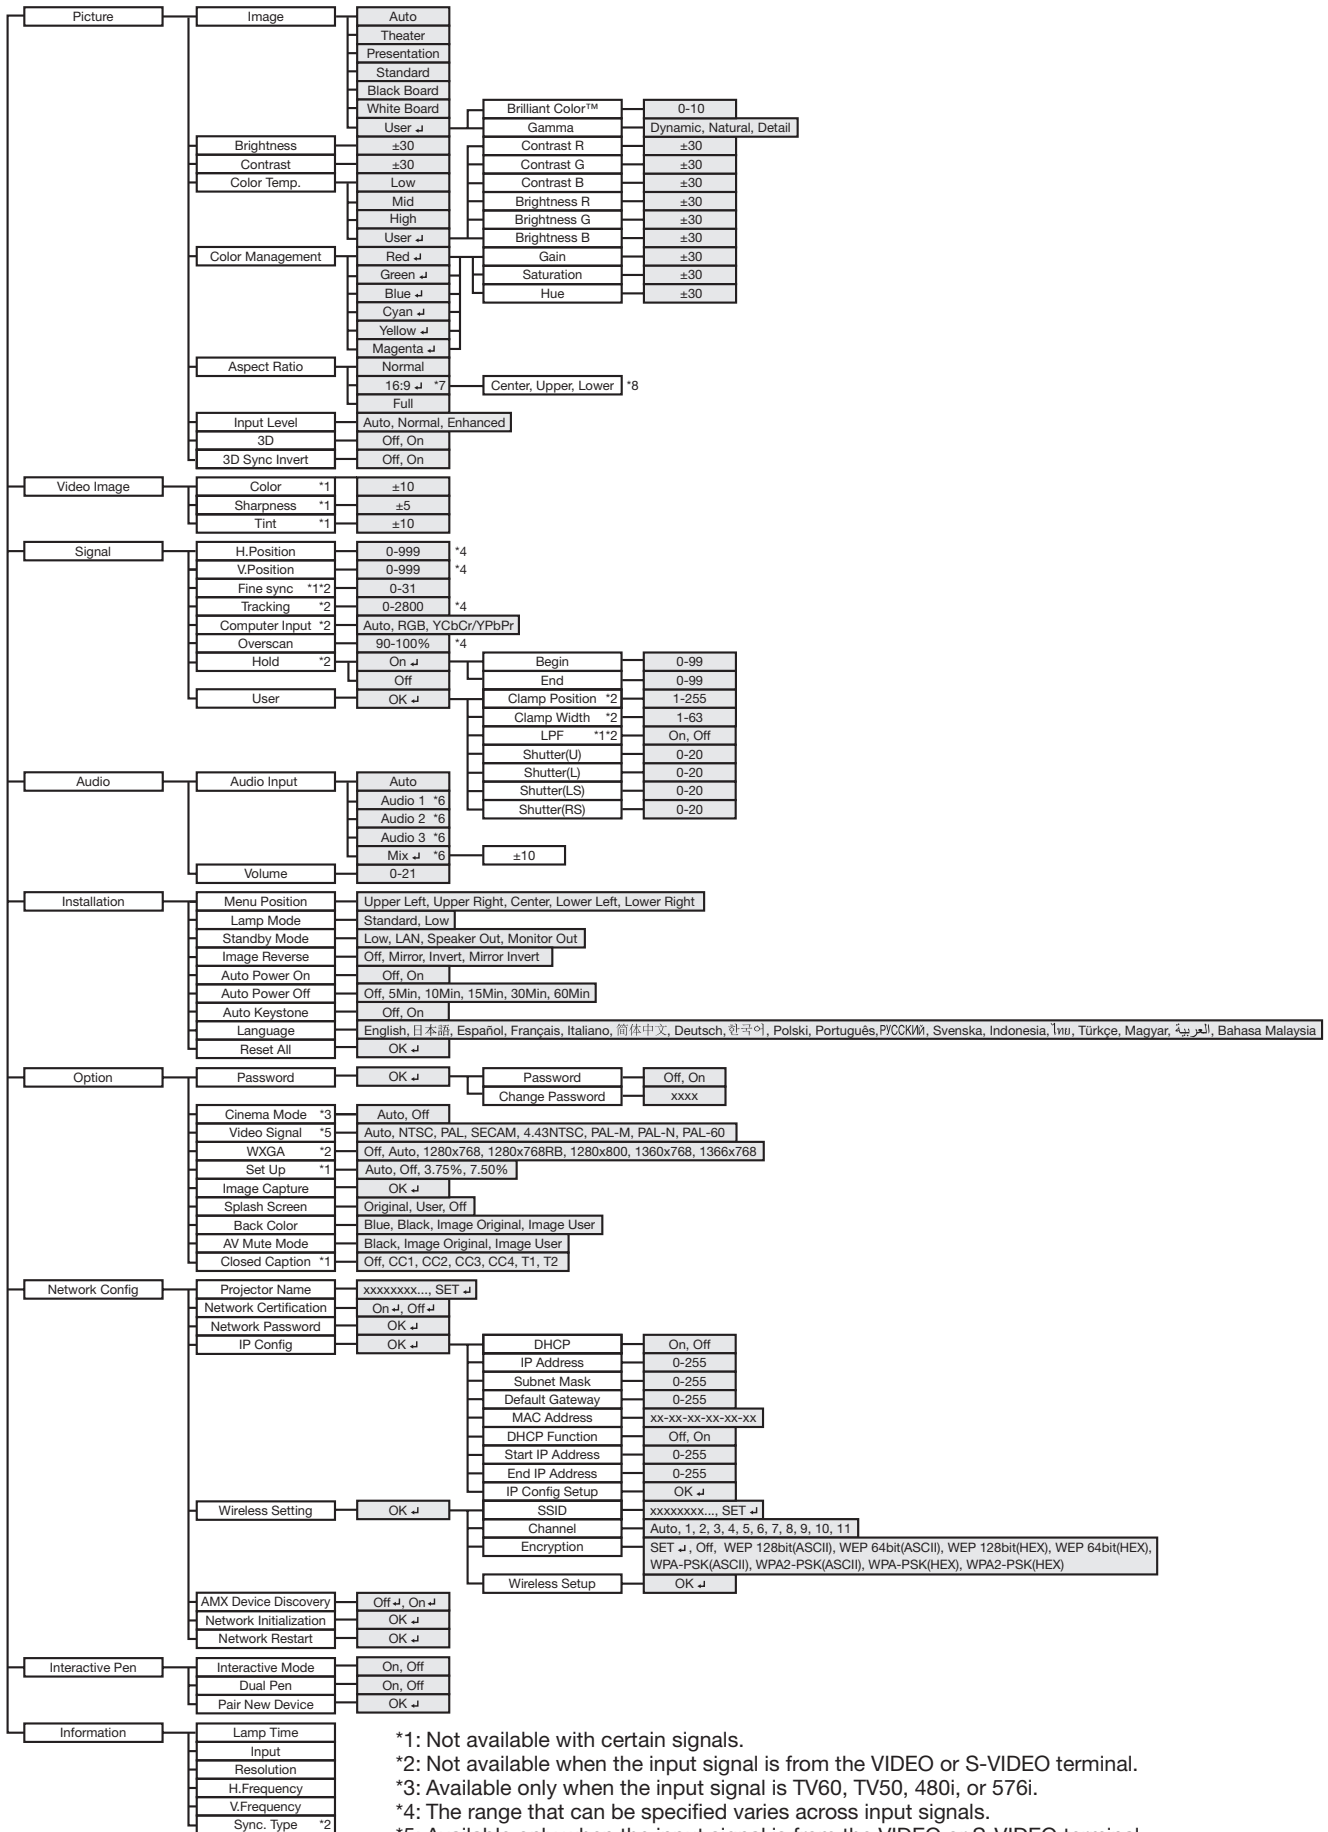 Picture Image Auto
Theater
Presentation
Standard
Black Board
White Board Brilliant Color™ 0-10
User ↲ Gamma Dynamic, Natural, Detail
Brightness ±30 Contrast R ±30
Contrast ±30 Contrast G ±30
Color Temp. Low Contrast B ±30
Mid Brightness R ±30
High Brightness G ±30
User ↲ Brightness B ±30
Color Management Red ↲ Gain ±30
Green ↲ Saturation ±30
Blue ↲ Hue ±30
Cyan ↲
Yellow ↲
Magenta ↲
Aspect Ratio Normal
16:9 ↲ *7 Center, Upper, Lower *8
Full
Input Level Auto, Normal, Enhanced
3D Off, On
3D Sync Invert Off, On
Video Image Color *1 ±10
Sharpness *1 ±5
Tint *1 ±10
Signal H.Position 0-999 *4
V.Position 0-999 *4
Fine sync *1*2 0-31
Tracking *2 0-2800 *4
Computer Input *2 Auto, RGB, YCbCr/YPbPr
Overscan 90-100% *4
Hold *2 On ↲ Begin 0-99
Off End 0-99
User OK ↲ Clamp Position *2 1-255
Clamp Width *2 1-63
LPF *1*2 On, Off
Shutter(U) 0-20
Shutter(L) 0-20
Audio Audio Input Auto Shutter(LS) 0-20
Audio 1 *6 Shutter(RS) 0-20
Audio 2 *6
Audio 3 *6
Mix ↲ *6 ±10
Volume 0-21
Installation Menu Position Upper Left, Upper Right, Center, Lower Left, Lower Right
Lamp Mode Standard, Low
Standby Mode Low, LAN, Speaker Out, Monitor Out
Image Reverse Off, Mirror, Invert, Mirror Invert
Auto Power On Off, On
Auto Power Off Off, 5Min, 10Min, 15Min, 30Min, 60Min
Auto Keystone Off, On
Language English, 日本語, Español, Français, Italiano, 简体中文, Deutsch, 한국어, Polski, Português, РУССКИЙ, Svenska, Indonesia, ไทย, Türkçe, Magyar, العربية, Bahasa Malaysia
Reset All OK ↲
Option Password OK ↲ Password Off, On
Change Password xxxx
Cinema Mode *3 Auto, Off
Video Signal *5 Auto, NTSC, PAL, SECAM, 4.43NTSC, PAL-M, PAL-N, PAL-60
WXGA *2 Off, Auto, 1280x768, 1280x768RB, 1280x800, 1360x768, 1366x768
Set Up *1 Auto, Off, 3.75%, 7.50%
Image Capture OK ↲
Splash Screen Original, User, Off
Back Color Blue, Black, Image Original, Image User
AV Mute Mode Black, Image Original, Image User
Closed Caption *1 Off, CC1, CC2, CC3, CC4, T1, T2
Network Config Projector Name xxxxxxxx..., SET ↲
Network Certification On ↲, Off ↲
Network Password OK ↲
IP Config OK ↲ DHCP On, Off
IP Address 0-255
Subnet Mask 0-255
Default Gateway 0-255
MAC Address xx-xx-xx-xx-xx-xx
DHCP Function Off, On
Start IP Address 0-255
End IP Address 0-255
IP Config Setup OK ↲
Wireless Setting OK ↲ SSID xxxxxxxx..., SET ↲
Channel Auto, 1, 2, 3, 4, 5, 6, 7, 8, 9, 10, 11
Encryption SET ↲, Off, WEP 128bit(ASCII), WEP 64bit(ASCII), WEP 128bit(HEX), WEP 64bit(HEX),
WPA-PSK(ASCII), WPA2-PSK(ASCII), WPA-PSK(HEX), WPA2-PSK(HEX)
Wireless Setup OK ↲
AMX Device Discovery Off ↲, On ↲
Network Initialization OK ↲
Network Restart OK ↲
Interactive Pen Interactive Mode On, Off
Dual Pen On, Off
Pair New Device OK ↲
Information Lamp Time
Input
Resolution
H.Frequency
V.Frequency
Sync. Type *2
*1: Not available with certain signals.
*2: Not available when the input signal is from the VIDEO or S-VIDEO terminal.
*3: Available only when the input signal is TV60, TV50, 480i, or 576i.
*4: The range that can be specified varies across input signals.
*5: Available only when the input signal is from the VIDEO or S-VIDEO terminal